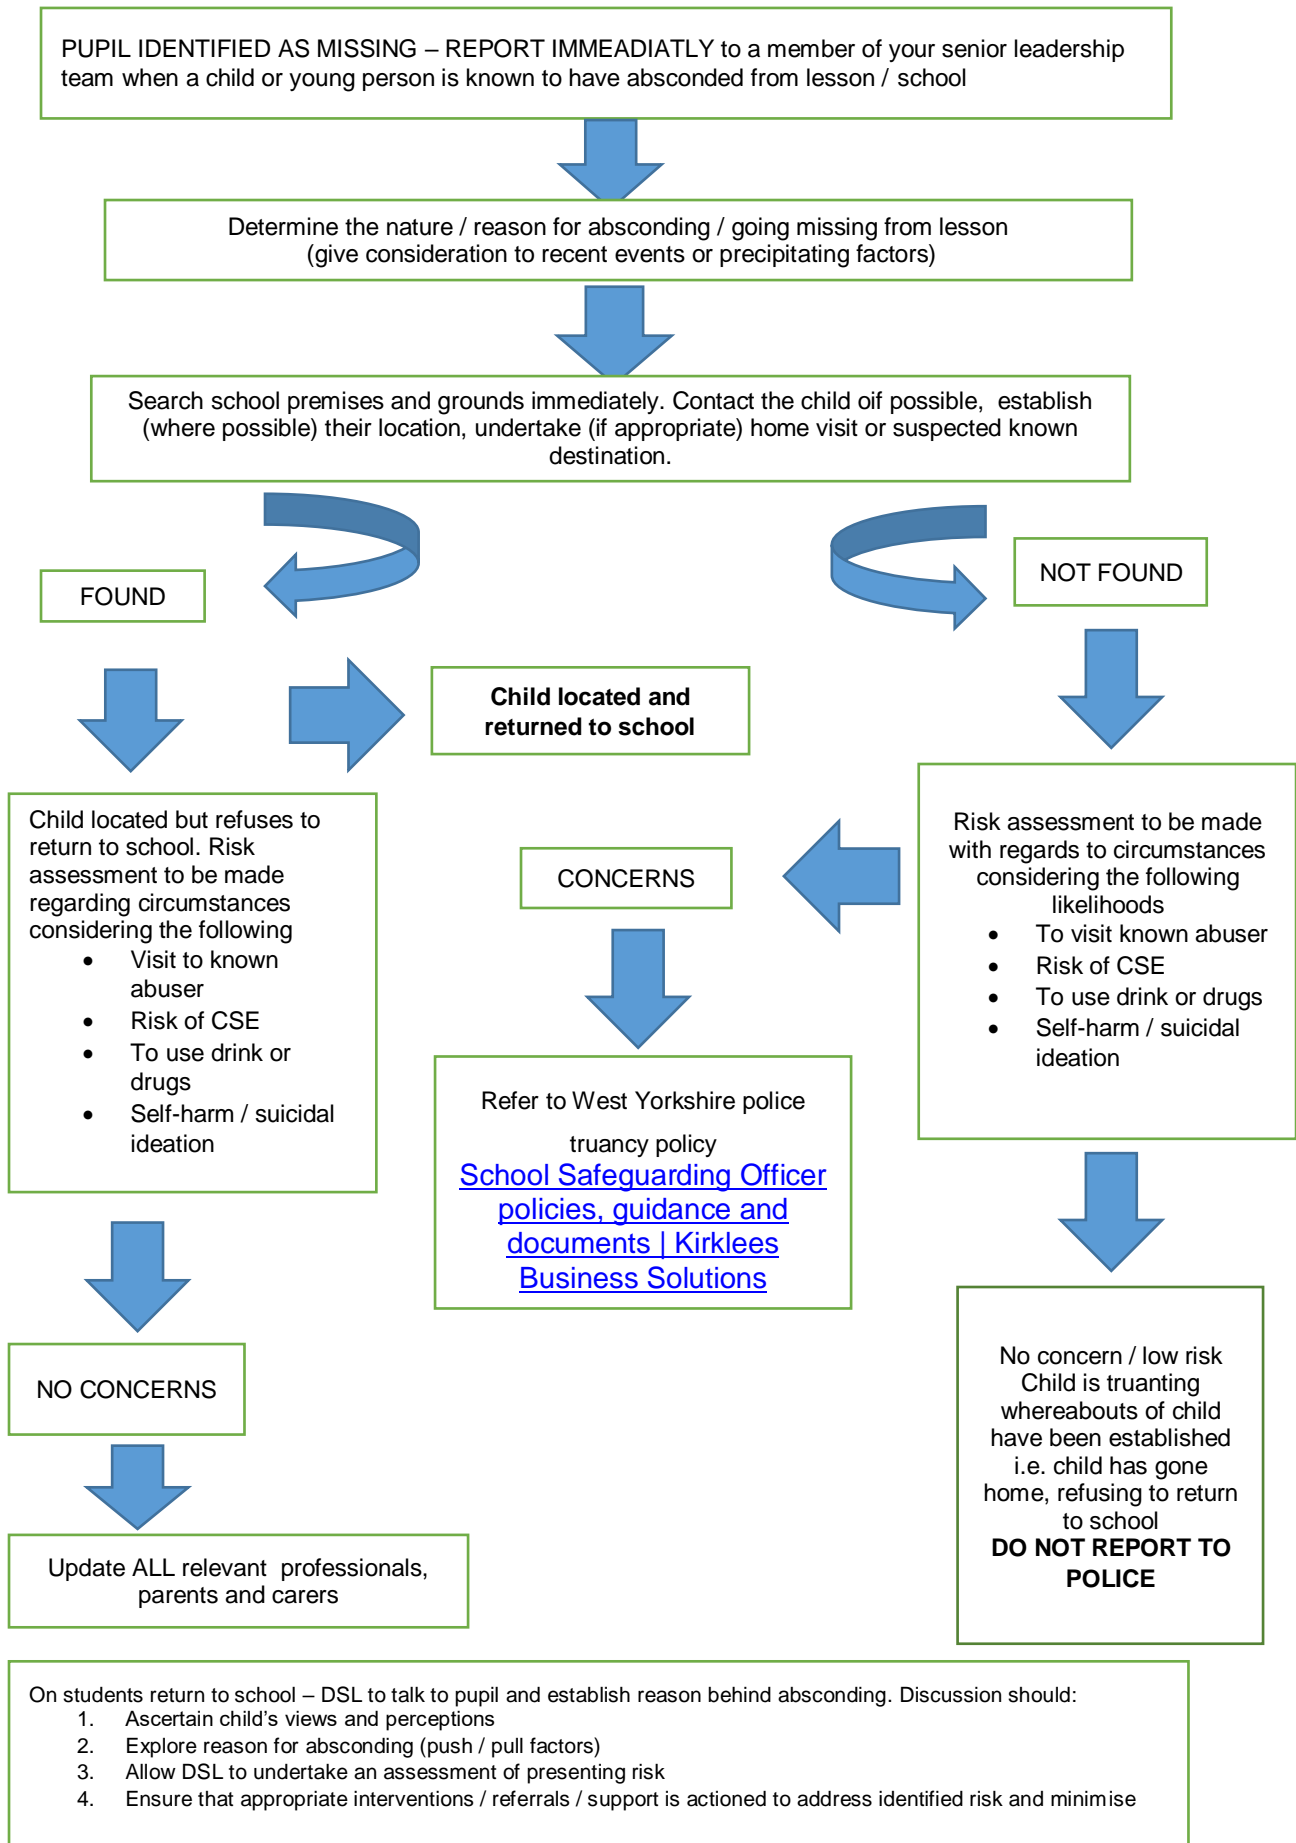 PUPIL IDENTIFIED AS MISSING – REPORT IMMEADIATLY to a member of your senior leadership
team when a child or young person is known to have absconded from lesson / school
Determine the nature / reason for absconding / going missing from lesson
(give consideration to recent events or precipitating factors)
Search school premises and grounds immediately. Contact the child oif possible, establish
(where possible) their location, undertake (if appropriate) home visit or suspected known
destination.
FOUND
NOT FOUND
Child located and
returned to school
Child located but refuses to
return to school. Risk
assessment to be made
regarding circumstances
considering the following
• Visit to known
abuser
• Risk of CSE
• To use drink or
drugs
• Self-harm / suicidal
ideation
CONCERNS
Risk assessment to be made
with regards to circumstances
considering the following
likelihoods
• To visit known abuser
• Risk of CSE
• To use drink or drugs
• Self-harm / suicidal
ideation
Refer to West Yorkshire police
truancy policy
School Safeguarding Officer
policies, guidance and
documents | Kirklees
Business Solutions
NO CONCERNS
No concern / low risk
Child is truanting
whereabouts of child
have been established
i.e. child has gone
home, refusing to return
to school
DO NOT REPORT TO
POLICE
Update ALL relevant professionals,
parents and carers
On students return to school – DSL to talk to pupil and establish reason behind absconding. Discussion should:
1. Ascertain child's views and perceptions
2. Explore reason for absconding (push / pull factors)
3. Allow DSL to undertake an assessment of presenting risk
4. Ensure that appropriate interventions / referrals / support is actioned to address identified risk and minimise